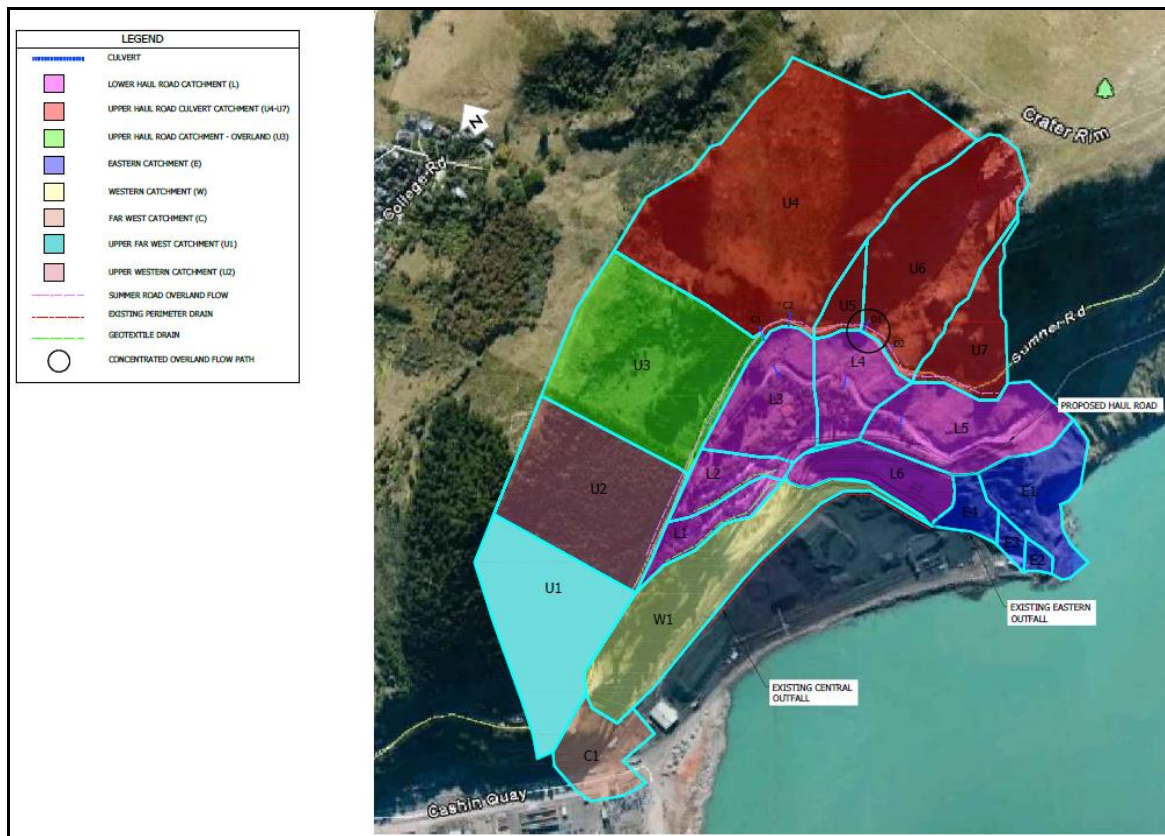 LEGEND
CULVERT
LOWER HAUL ROAD CATCHMENT (L)
UPPER HAUL ROAD CULVERT CATCHMENT (U4-U7)
UPPER HAUL ROAD CATCHMENT - OVERLAND (U3)
EASTERN CATCHMENT (E)
WESTERN CATCHMENT (W)
FAR WEST CATCHMENT (C)
UPPER FAR WEST CATCHMENT (U1)
UPPER WESTERN CATCHMENT (U2)
SUMMER ROAD OVERLAND FLOW
EXISTING PERIMETER DRAIN
GEOTEXTILE DRAIN
CONCENTRATED OVERLAND FLOW PATH
N
College Rd
Crater Rim
U4
U6
U5
C1
C2
D1
D2
U7
Sumner Rd
U3
L3
L4
L5
PROPOSED HAUL ROAD
L2
L6
U2
L1
E1
E4
E3
E2
U1
W1
EXISTING EASTERN
OUTFALL
EXISTING CENTRAL
OUTFALL
C1
Cashin Quay